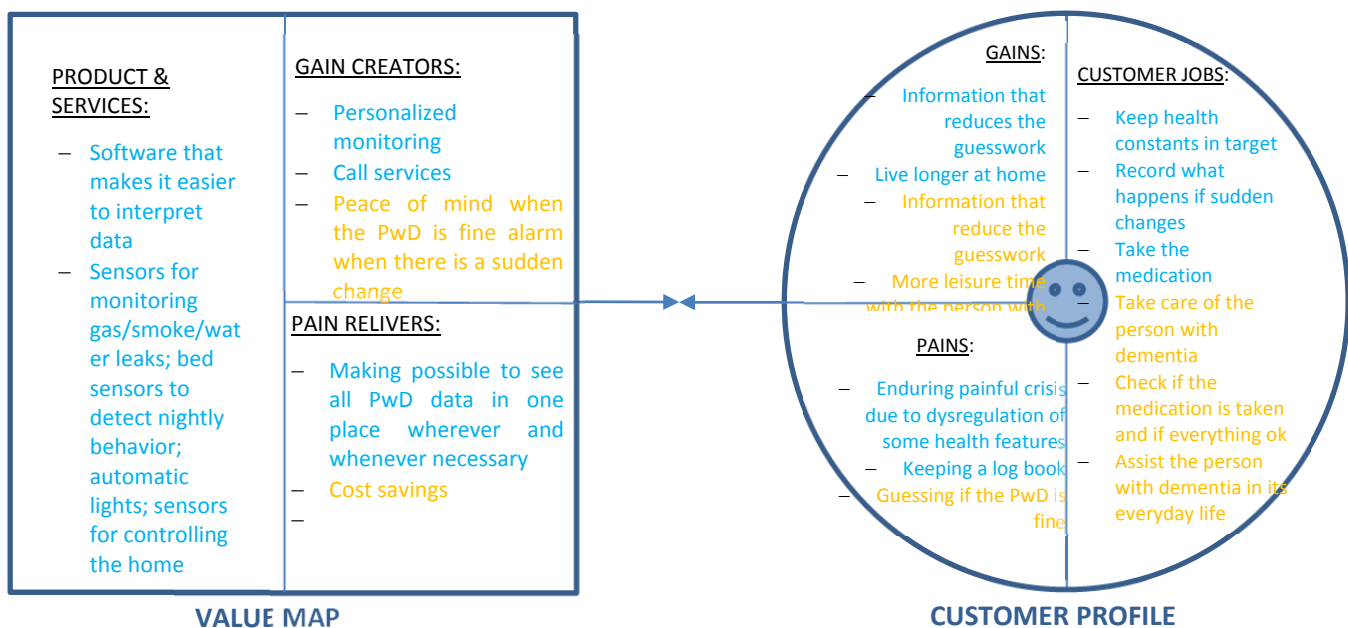 PRODUCT &
SERVICES:
– Software that
makes it easier
to interpret
data
– Sensors for
monitoring
gas/smoke/wat
er leaks; bed
sensors to
detect nightly
behavior;
automatic
lights; sensors
for controlling
the home
GAIN CREATORS:
– Personalized
monitoring
– Call services
– Peace of mind when
the PwD is fine alarm
when there is a sudden
change
PAIN RELIVERS:
– Making possible to see
all PwD data in one
place wherever and
whenever necessary
– Cost savings
–
VALUE MAP
GAINS:
– Information that
reduces the
guesswork
– Live longer at home
– Information that
reduce the
guesswork
– More leisure time
with the person with
PAINS:
– Enduring painful crisis
due to dysregulation of
some health features
– Keeping a log book
– Guessing if the PwD is
fine
CUSTOMER JOBS:
– Keep health
constants in target
– Record what
happens if sudden
changes
– Take the
medication
– Take care of the
person with
dementia
– Check if the
medication is taken
and if everything ok
– Assist the person
with dementia in its
everyday life
CUSTOMER PROFILE